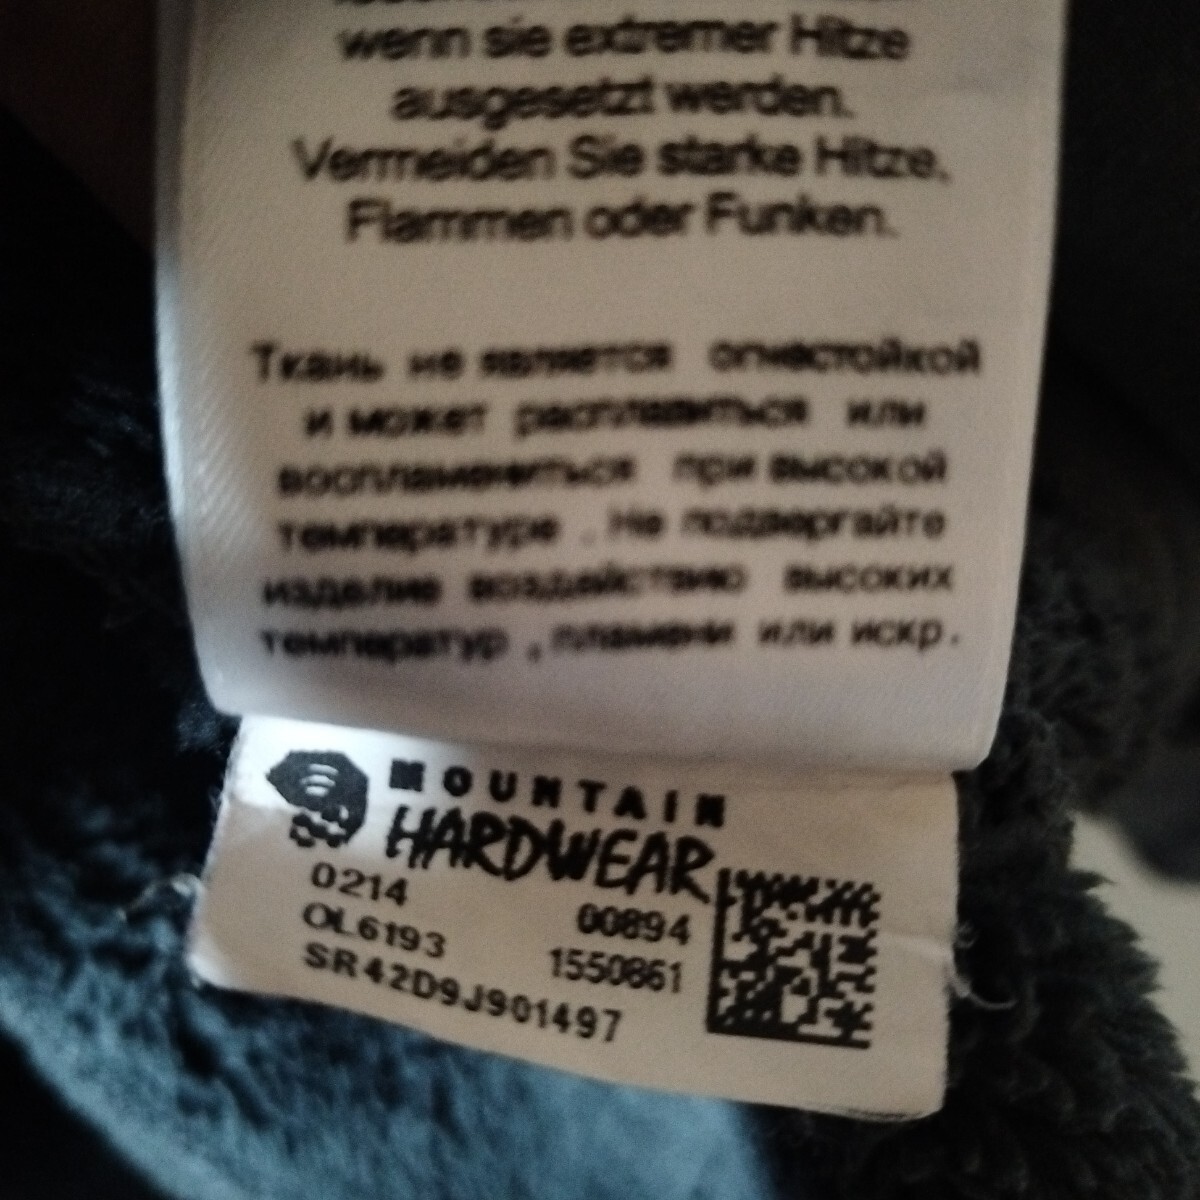 wenn sie extremer Hitze
ausgesetzt werden.
Vermeiden Sie starke Hitze,
Flammen oder Funken.
Ткань не является огнестойкой
и может расплавиться или
воспламениться при высокой
температуре . Не подвергайте
изделие воздействию высоких
температур , пламени или искр.
MOUNTAIN
HARDWEAR
0214 00894
OL6193 1550861
SR42D9J901497